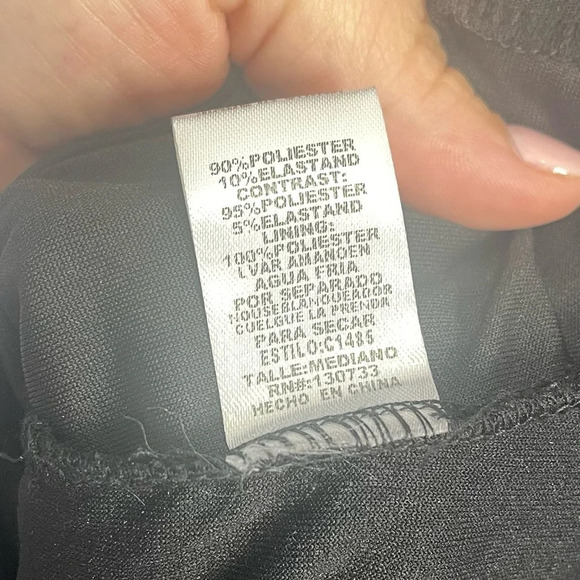 90%POLIESTER
10%ELASTAND
CONTRAST:
95%POLIESTER
5%ELASTAND
LINING:
100%POLIESTER
LVAR AMANOEN
AGUA FRIA
POR SEPARADO
NOUSEBLANQUEADOR
CUELGUE LA PRENDA
PARA SECAR
ESTILO:C1485
TALLE:MEDIANO
RN#:130733
HECHO EN CHINA